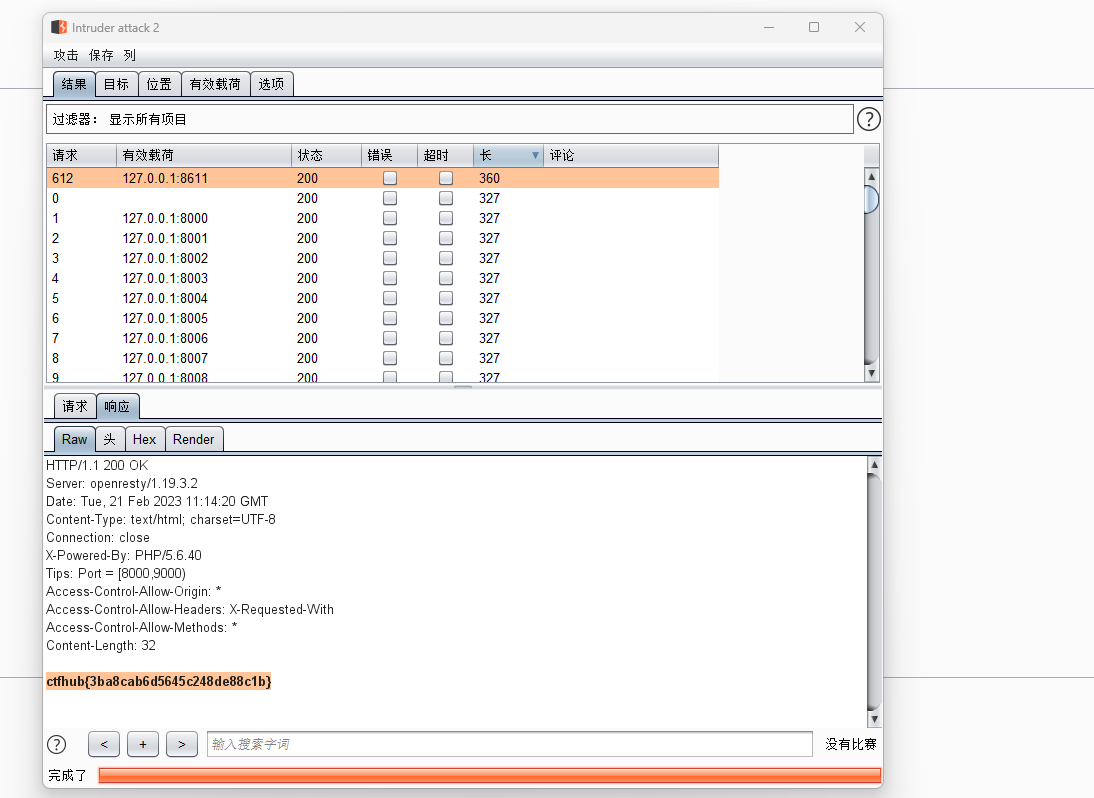 Intruder attack 2
攻击 保存 列
结果 目标 位置 有效载荷 选项
过滤器： 显示所有项目 ?
请求 有效载荷 状态 错误 超时 长 评论
612 127.0.0.1:8611 200 360
0 200 327
1 127.0.0.1:8000 200 327
2 127.0.0.1:8001 200 327
3 127.0.0.1:8002 200 327
4 127.0.0.1:8003 200 327
5 127.0.0.1:8004 200 327
6 127.0.0.1:8005 200 327
7 127.0.0.1:8006 200 327
8 127.0.0.1:8007 200 327
9 127.0.0.1:8008 200 327
请求 响应
Raw 头 Hex Render
HTTP/1.1 200 OK
Server: openresty/1.19.3.2
Date: Tue, 21 Feb 2023 11:14:20 GMT
Content-Type: text/html; charset=UTF-8
Connection: close
X-Powered-By: PHP/5.6.40
Tips: Port = [8000,9000)
Access-Control-Allow-Origin: *
Access-Control-Allow-Headers: X-Requested-With
Access-Control-Allow-Methods: *
Content-Length: 32
ctfhub{3ba8cab6d5645c248de88c1b}
? < + > 输入搜索字词 没有比赛
完成了